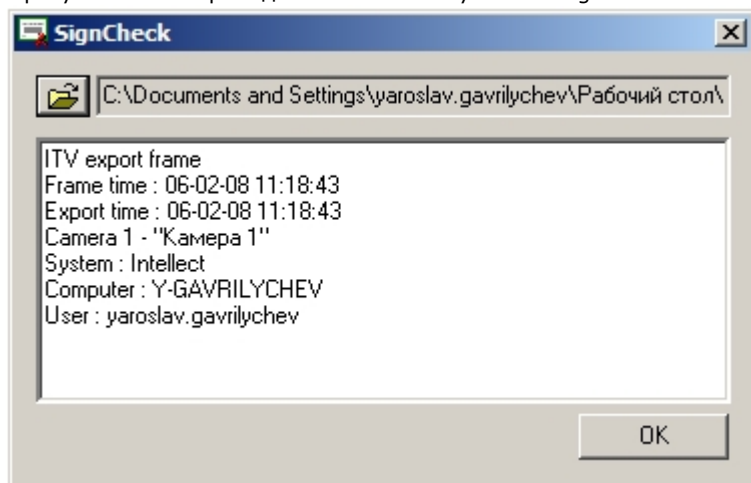 SignCheck
C:\Documents and Settings\yaroslav.gavrilychev\Рабочий стол\
ITV export frame
Frame time : 06-02-08 11:18:43
Export time : 06-02-08 11:18:43
Camera 1 - "Камера 1"
System : Intellect
Computer : Y-GAVRILYCHEV
User : yaroslav.gavrilychev
OK